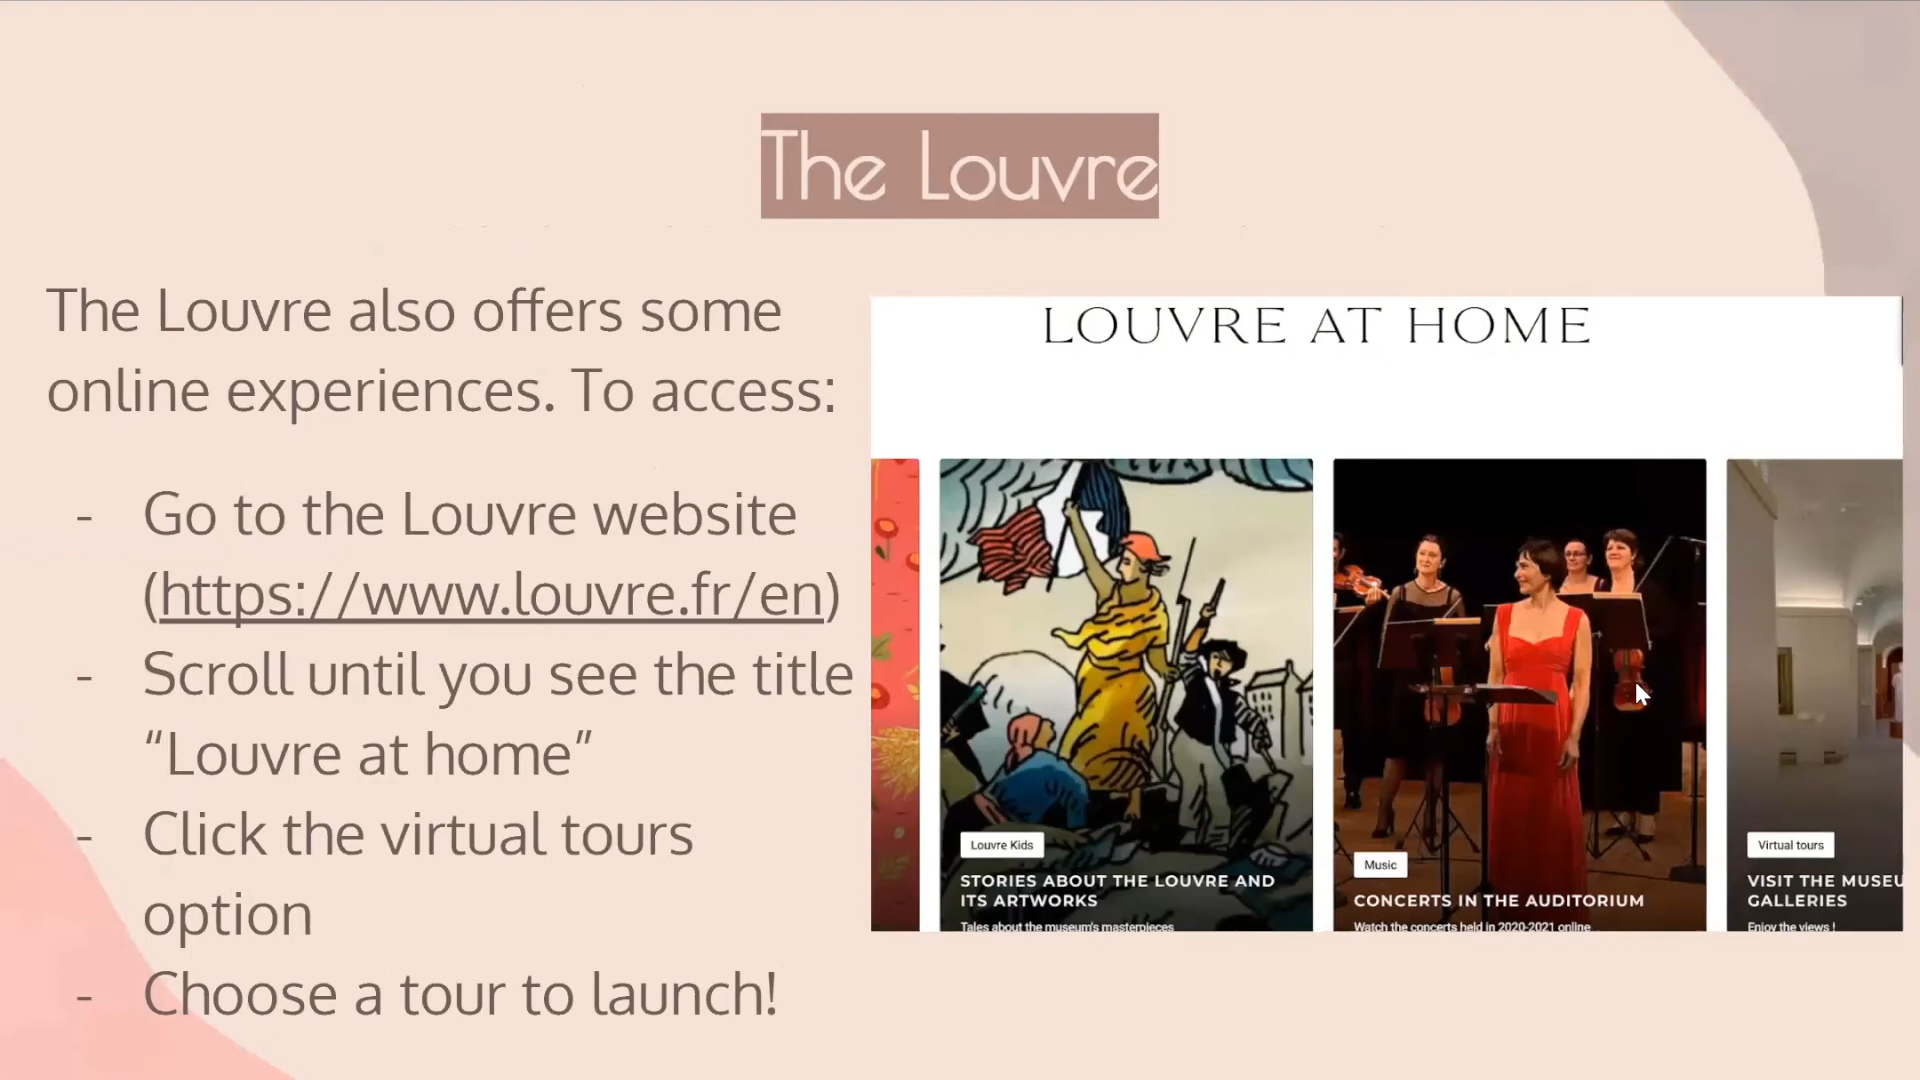 The Louvre
The Louvre also offers some
online experiences. To access:
- Go to the Louvre website
(https://www.louvre.fr/en)
- Scroll until you see the title
“Louvre at home”
- Click the virtual tours
option
- Choose a tour to launch!
LOUVRE AT HOME
Louvre Kids
STORIES ABOUT THE LOUVRE AND
ITS ARTWORKS
Tales about the museum's masterpieces
Music
CONCERTS IN THE AUDITORIUM
Watch the concerts held in 2020-2021 online
Virtual tours
VISIT THE MUSEU
GALLERIES
Enjoy the views !